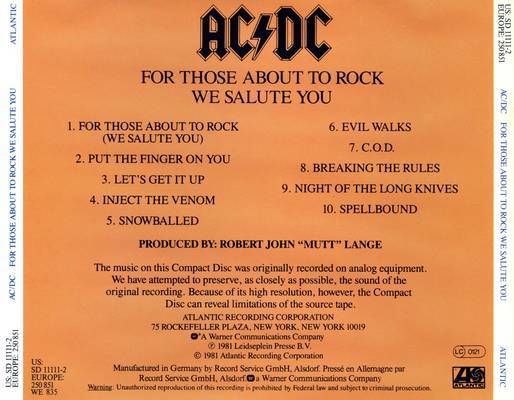 AC/DC
FOR THOSE ABOUT TO ROCK
WE SALUTE YOU
1. FOR THOSE ABOUT TO ROCK
(WE SALUTE YOU)
2. PUT THE FINGER ON YOU
3. LET'S GET IT UP
4. INJECT THE VENOM
5. SNOWBALLED
6. EVIL WALKS
7. C.O.D.
8. BREAKING THE RULES
9. NIGHT OF THE LONG KNIVES
10. SPELLBOUND
PRODUCED BY: ROBERT JOHN “MUTT” LANGE
The music on this Compact Disc was originally recorded on analog equipment.
We have attempted to preserve, as closely as possible, the sound of the
original recording. Because of its high resolution, however, the Compact
Disc can reveal limitations of the source tape.
ATLANTIC RECORDING CORPORATION
75 ROCKEFELLER PLAZA, NEW YORK, NEW YORK 10019
A Warner Communications Company
℗ 1981 Leidseplein Presse B.V.
© 1981 Atlantic Recording Corporation
US:
SD 11111-2
EUROPE:
250 851
WE 835
Manufactured in Germany by Record Service GmbH, Alsdorf. Pressé en Allemagne par
Record Service GmbH, Alsdorf. A Warner Communications Company
Warning: Unauthorized reproduction of this recording is prohibited by Federal law and subject to criminal prosecution.
LC 0121
ATLANTIC
US: SD 11111-2
EUROPE: 250 851
AC/DC FOR THOSE ABOUT TO ROCK WE SALUTE YOU
ATLANTIC
US: SD 11111-2
EUROPE: 250 851
AC/DC FOR THOSE ABOUT TO ROCK WE SALUTE YOU
ATLANTIC